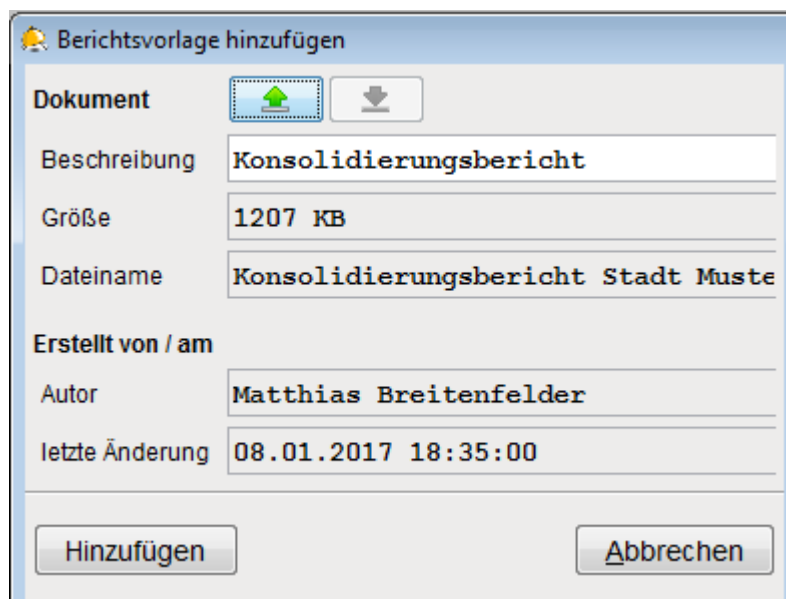 Berichtsvorlage hinzufügen
Dokument
Beschreibung Konsolidierungsbericht
Größe 1207 KB
Dateiname Konsolidierungsbericht Stadt Muste
Erstellt von / am
Autor Matthias Breitenfelder
letzte Änderung 08.01.2017 18:35:00
Hinzufügen Abbrechen